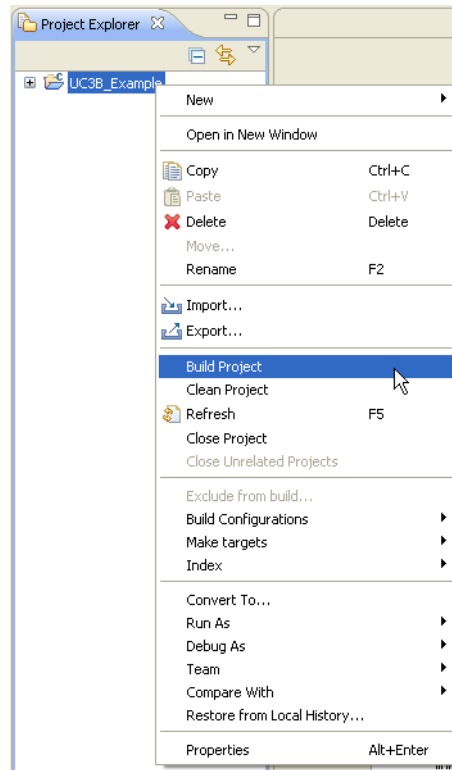 Project Explorer
UC3B_Example
New
Open in New Window
Copy Ctrl+C
Paste Ctrl+V
Delete Delete
Move...
Rename F2
Import...
Export...
Build Project
Clean Project
Refresh F5
Close Project
Close Unrelated Projects
Exclude from build...
Build Configurations
Make targets
Index
Convert To...
Run As
Debug As
Team
Compare With
Restore from Local History...
Properties Alt+Enter